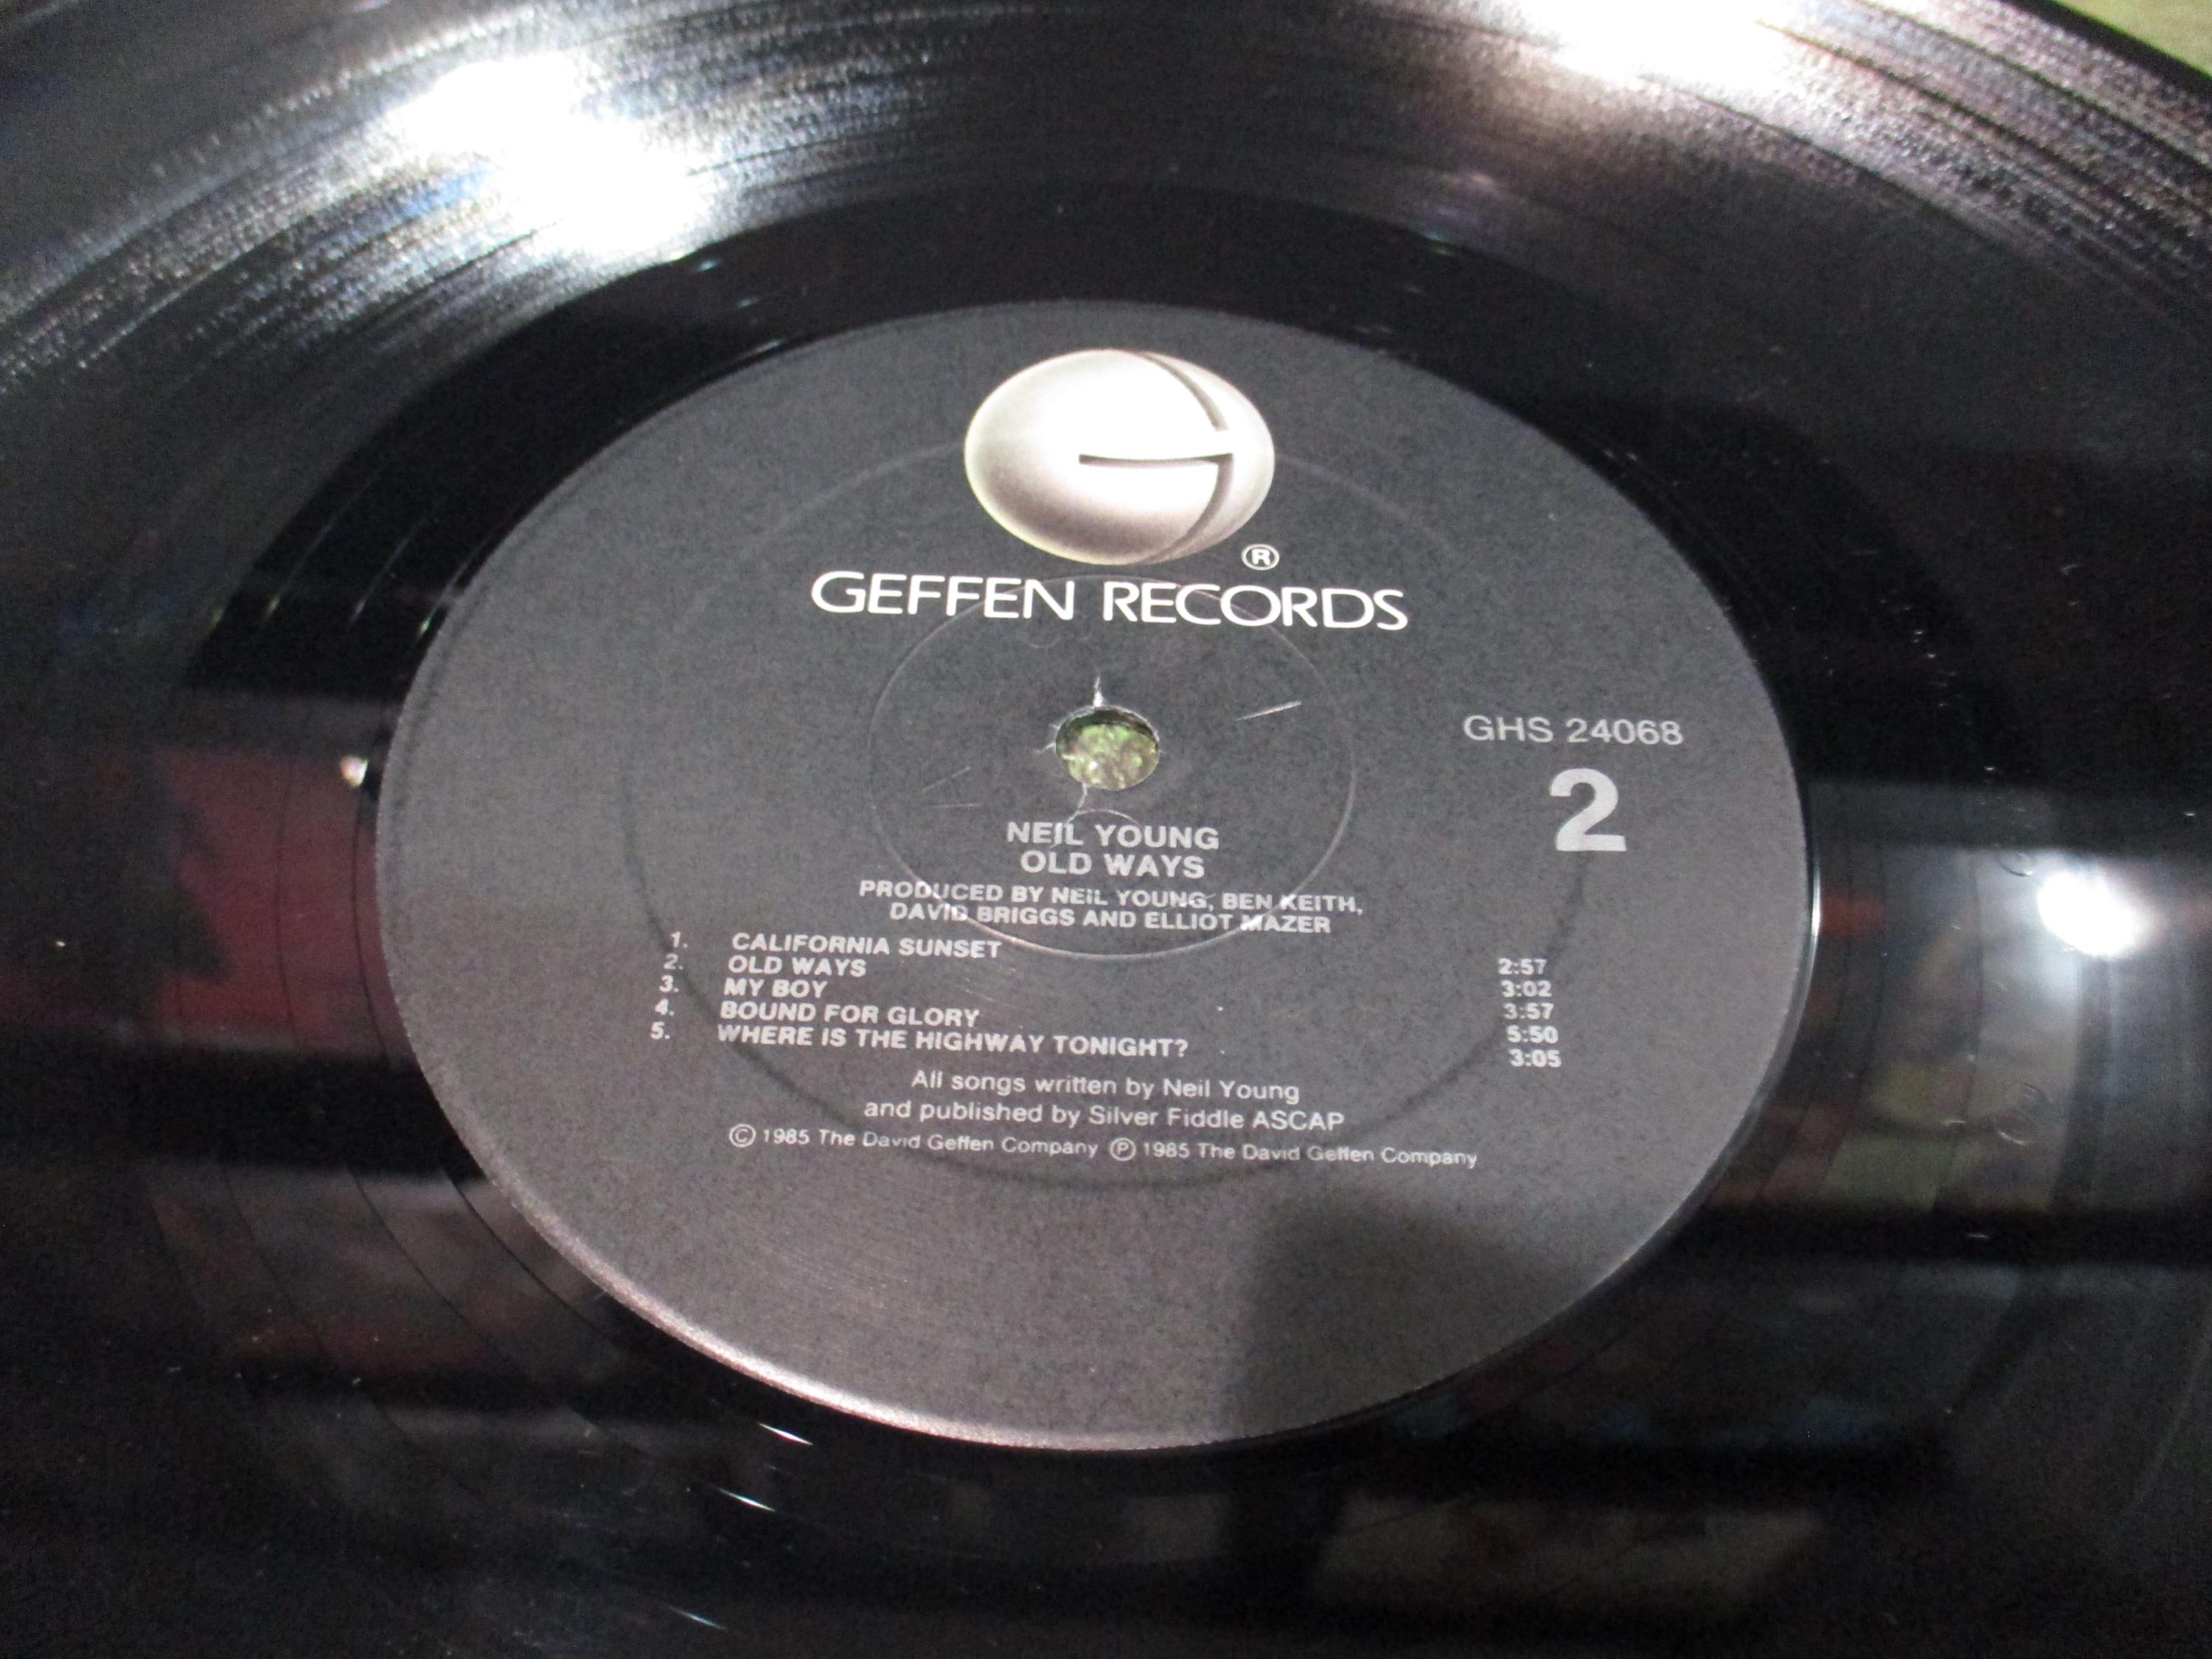 ®
GEFFEN RECORDS
GHS 24068
2
NEIL YOUNG
OLD WAYS
PRODUCED BY NEIL YOUNG, BEN KEITH,
DAVID BRIGGS AND ELLIOT MAZER
1. CALIFORNIA SUNSET 2:57
2. OLD WAYS 3:02
3. MY BOY 3:57
4. BOUND FOR GLORY 5:50
5. WHERE IS THE HIGHWAY TONIGHT? 3:05
All songs written by Neil Young
and published by Silver Fiddle ASCAP
© 1985 The David Geffen Company ℗ 1985 The David Geffen Company